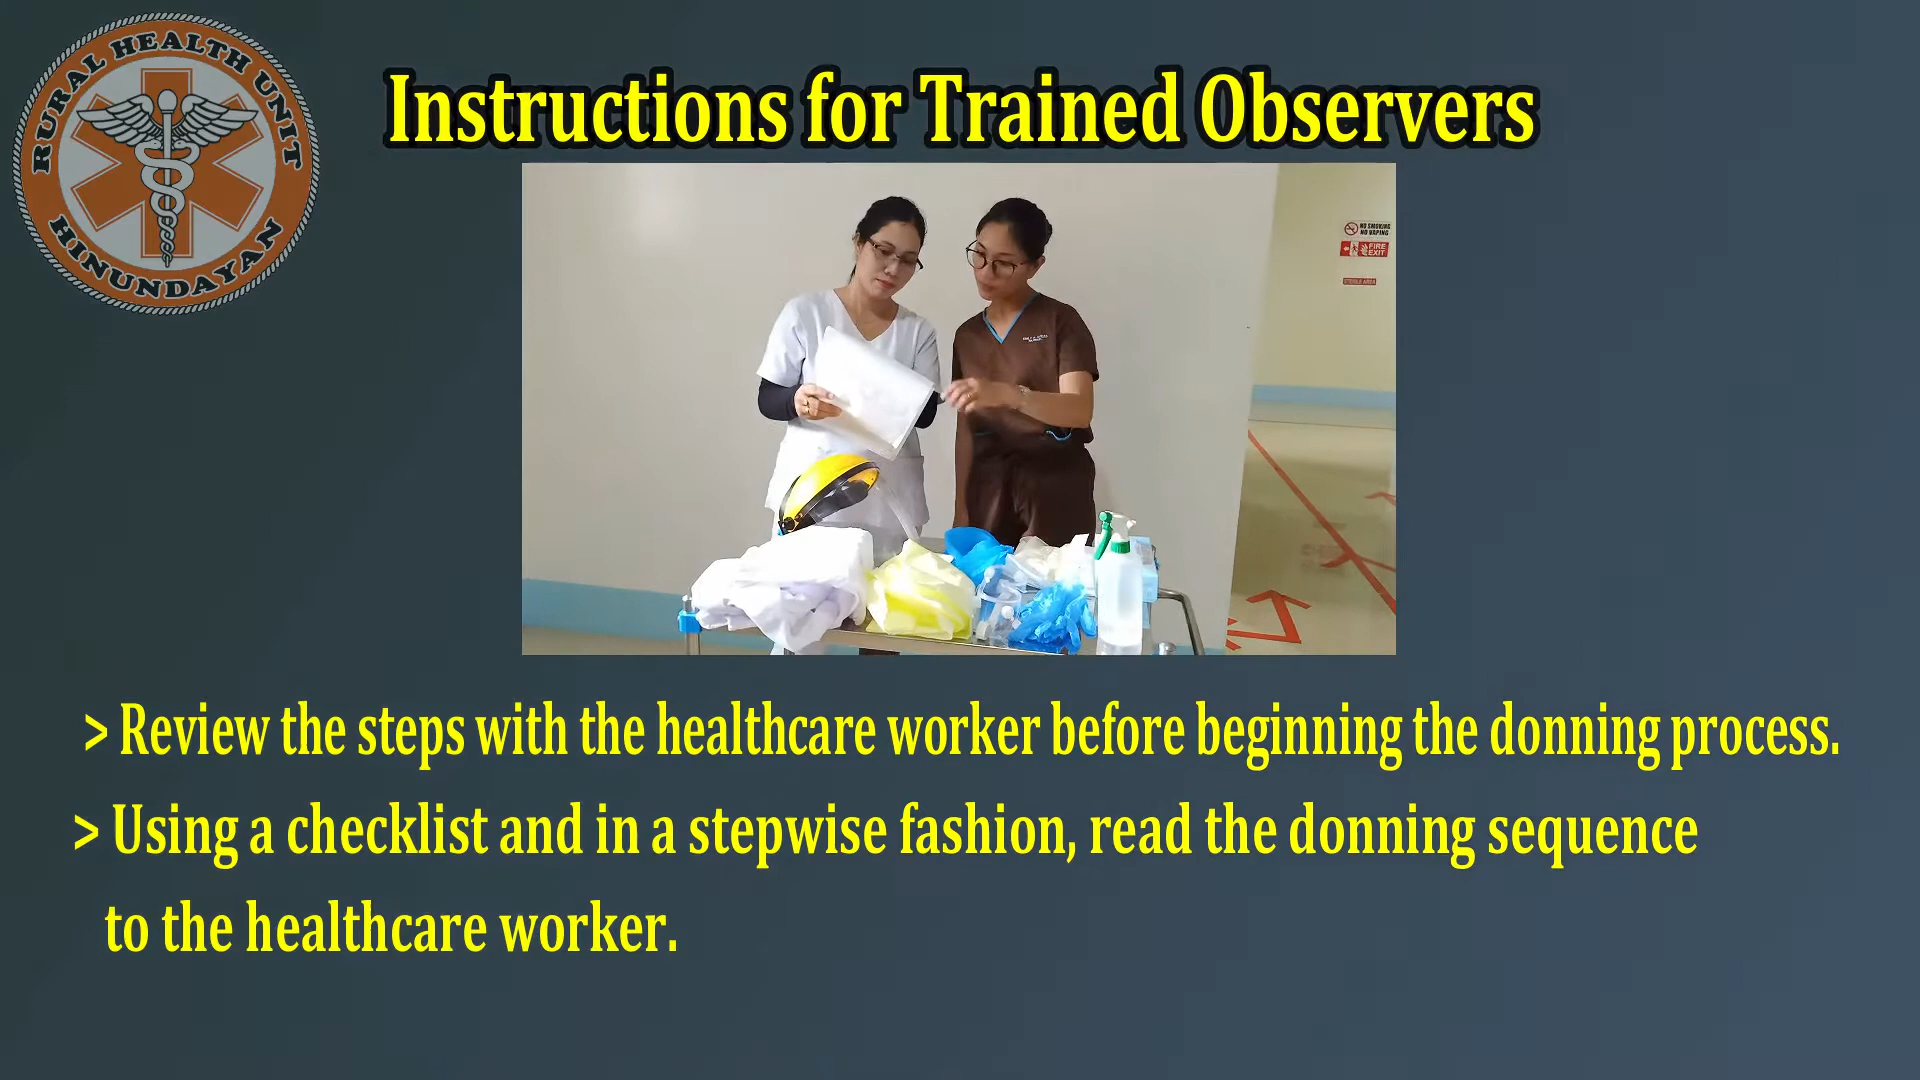 RURAL HEALTH UNIT
HINUNDAYAN
Instructions for Trained Observers
NO SMOKING
NO VAPING
FIRE
EXIT
STERILE AREA
> Review the steps with the healthcare worker before beginning the donning process.
> Using a checklist and in a stepwise fashion, read the donning sequence
to the healthcare worker.